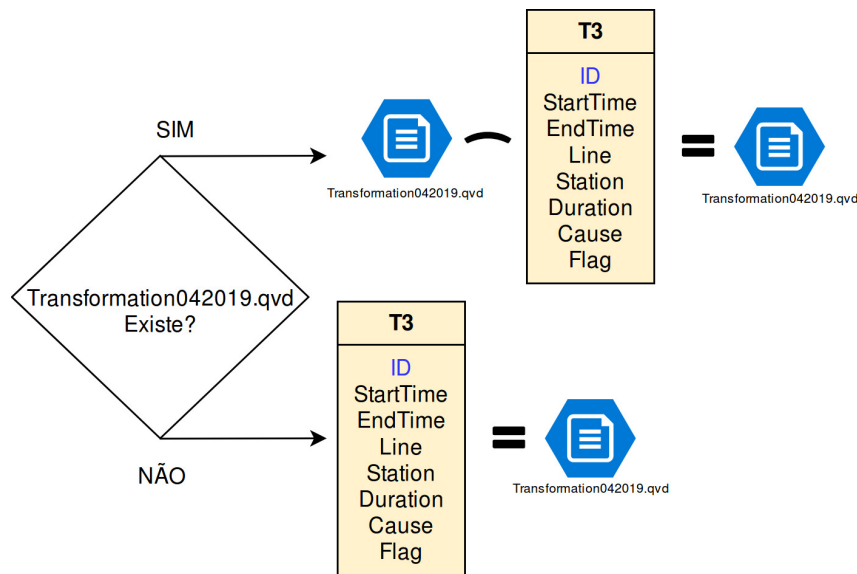 T3
ID
StartTime
EndTime
Line
Station
Duration
Cause
Flag
SIM
Transformation042019.qvd
Transformation042019.qvd
Transformation042019.qvd
Existe?
T3
ID
StartTime
EndTime
Line
Station
Duration
Cause
Flag
NÃO
Transformation042019.qvd